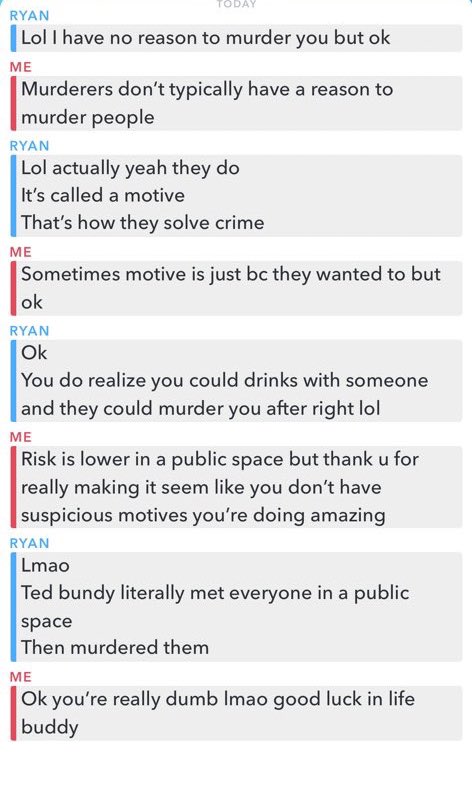 TODAY
RYAN
Lol I have no reason to murder you but ok
ME
Murderers don't typically have a reason to
murder people
RYAN
Lol actually yeah they do
It's called a motive
That's how they solve crime
ME
Sometimes motive is just bc they wanted to but
ok
RYAN
Ok
You do realize you could drinks with someone
and they could murder you after right lol
ME
Risk is lower in a public space but thank u for
really making it seem like you don't have
suspicious motives you're doing amazing
RYAN
Lmao
Ted bundy literally met everyone in a public
space
Then murdered them
ME
Ok you're really dumb lmao good luck in life
buddy